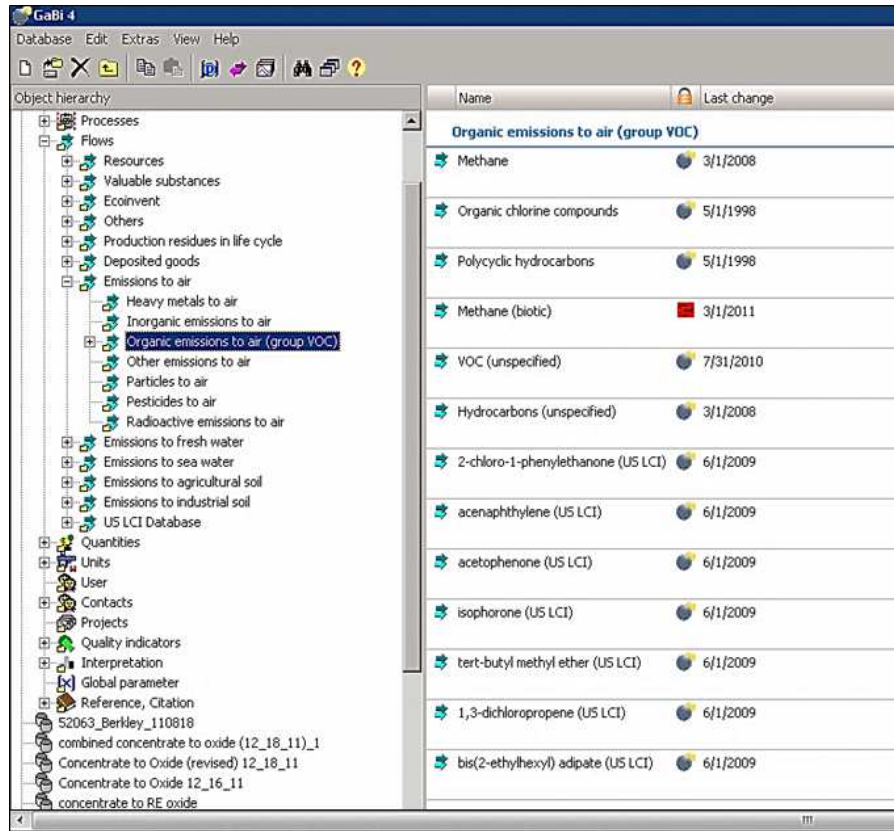 GaBi 4
Database Edit Extras View Help
Object hierarchy
Processes
Flows
Resources
Valuable substances
Ecoinvent
Others
Production residues in life cycle
Deposited goods
Emissions to air
Heavy metals to air
Inorganic emissions to air
Organic emissions to air (group VOC)
Other emissions to air
Particles to air
Pesticides to air
Radioactive emissions to air
Emissions to fresh water
Emissions to sea water
Emissions to agricultural soil
Emissions to industrial soil
US LCI Database
Quantities
Units
User
Contacts
Projects
Quality indicators
Interpretation
Global parameter
Reference, Citation
52063_Berkley_110818
combined concentrate to oxide (12_18_11)_1
Concentrate to Oxide (revised) 12_18_11
Concentrate to Oxide 12_16_11
concentrate to RE oxide
Name Last change
Organic emissions to air (group VOC)
Methane 3/1/2008
Organic chlorine compounds 5/1/1998
Polycyclic hydrocarbons 5/1/1998
Methane (biotic) 3/1/2011
VOC (unspecified) 7/31/2010
Hydrocarbons (unspecified) 3/1/2008
2-chloro-1-phenylethanone (US LCI) 6/1/2009
acenaphthylene (US LCI) 6/1/2009
acetophenone (US LCI) 6/1/2009
isophorone (US LCI) 6/1/2009
tert-butyl methyl ether (US LCI) 6/1/2009
1,3-dichloropropene (US LCI) 6/1/2009
bis(2-ethylhexyl) adipate (US LCI) 6/1/2009